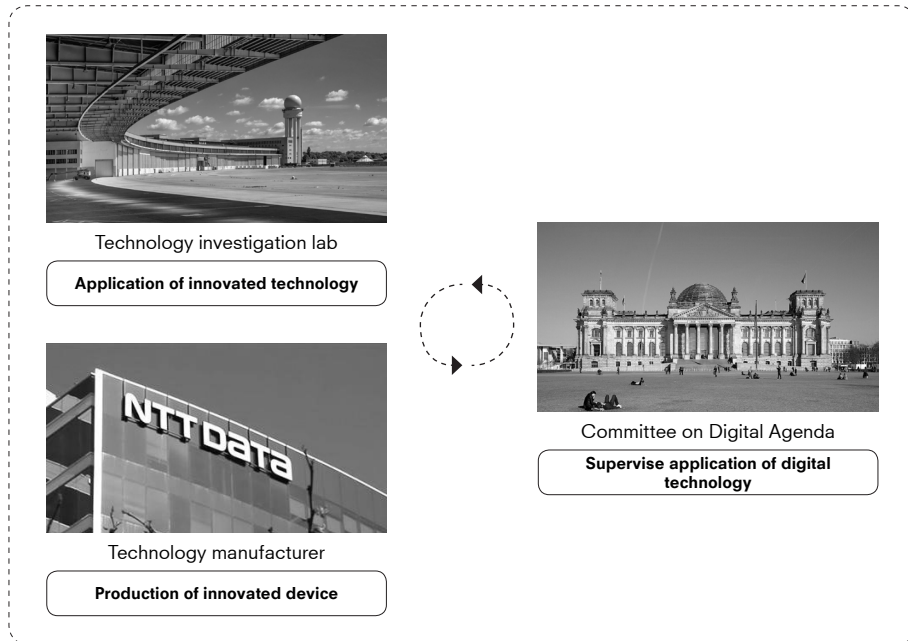 Technology investigation lab
Application of innovated technology
NTT DATA
Technology manufacturer
Production of innovated device
Committee on Digital Agenda
Supervise application of digital
technology